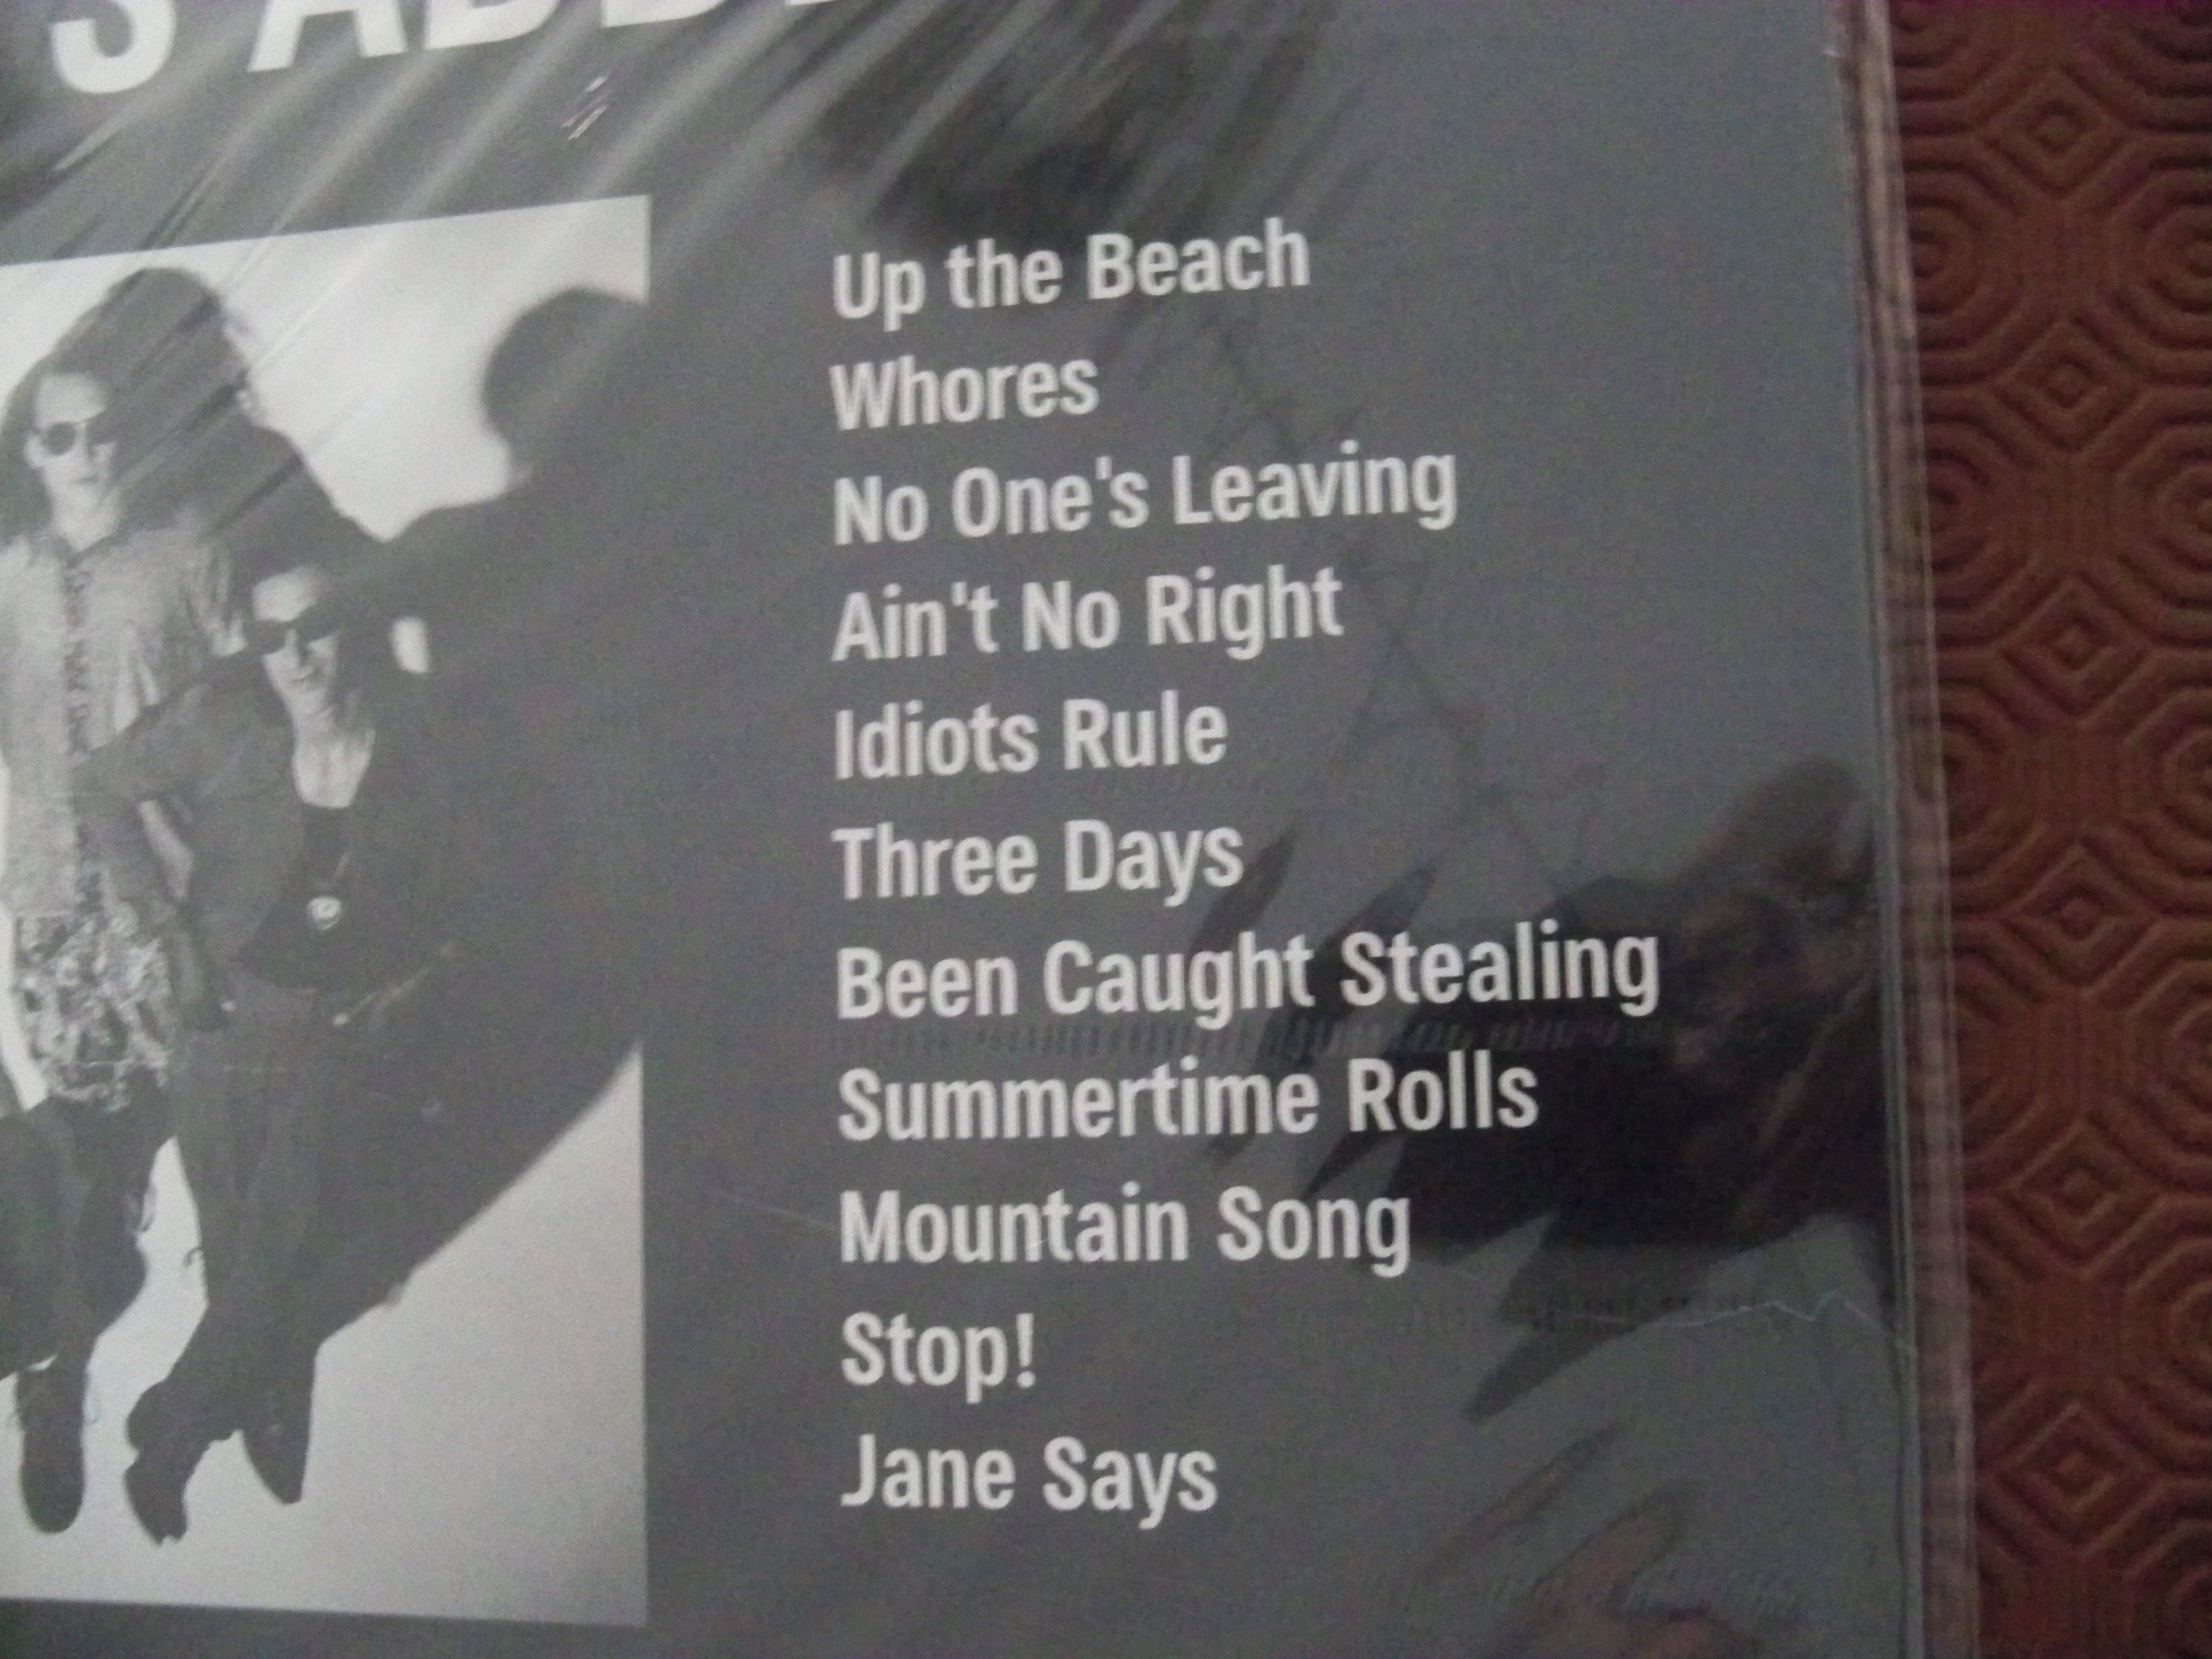 Up the Beach
Whores
No One's Leaving
Ain't No Right
Idiots Rule
Three Days
Been Caught Stealing
Summertime Rolls
Mountain Song
Stop!
Jane Says